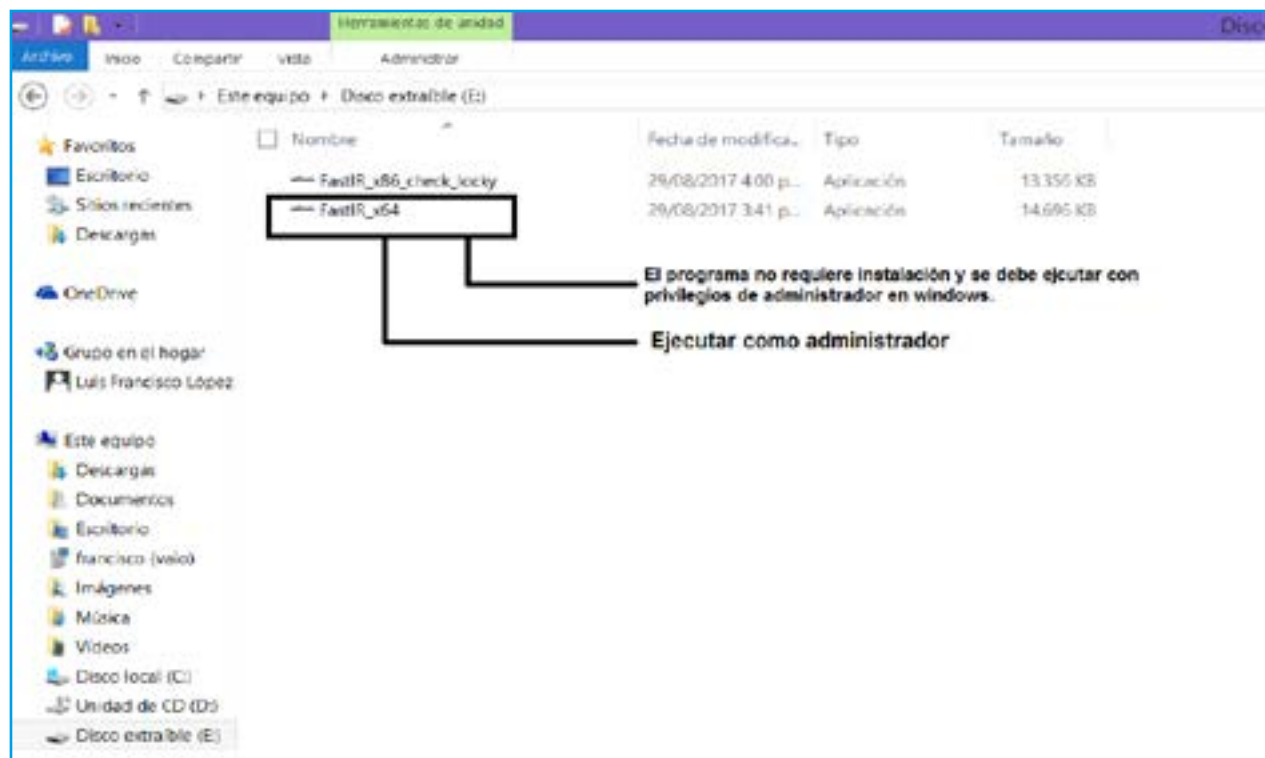 Herramientas de unidad
Disco
Archivo Inicio Compartir Vista Administrar
Este equipo Disco extraíble (E:)
Nombre Fecha de modifica... Tipo Tamaño
FastIR_x86_check_locky 29/08/2017 4:00 p... Aplicación 13.356 KB
FastIR_x64 29/08/2017 3:41 p... Aplicación 14.695 KB
Favoritos
Escritorio
Sitios recientes
Descargas
OneDrive
Grupo en el hogar
Luis Francisco López
Este equipo
Descargas
Documentos
Escritorio
francisco (vaio)
Imágenes
Música
Vídeos
Disco local (C:)
Unidad de CD (D:)
Disco extraíble (E:)
El programa no requiere instalación y se debe ejcutar con
privilegios de administrador en windows.
Ejecutar como administrador